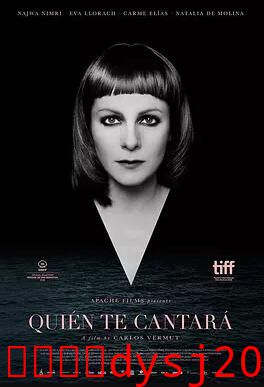 NAJWA NIMRI · EVA LLORACH · CARME ELÍAS · NATALIA DE MOLINA
tiff
APACHE FILMS presents
QUIÉN TE CANTARÁ
A film by CARLOS VERMUT
dysj20